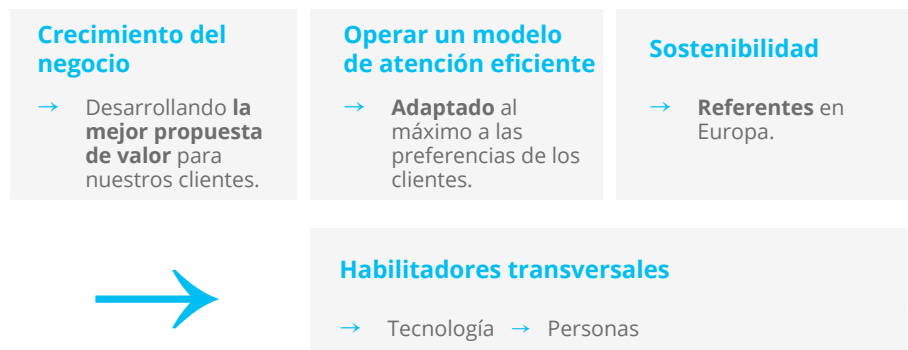 Crecimiento del
negocio
→ Desarrollando la
mejor propuesta
de valor para
nuestros clientes.
Operar un modelo
de atención eficiente
→ Adaptado al
máximo a las
preferencias de los
clientes.
Sostenibilidad
→ Referentes en
Europa.
Habilitadores transversales
→ Tecnología → Personas